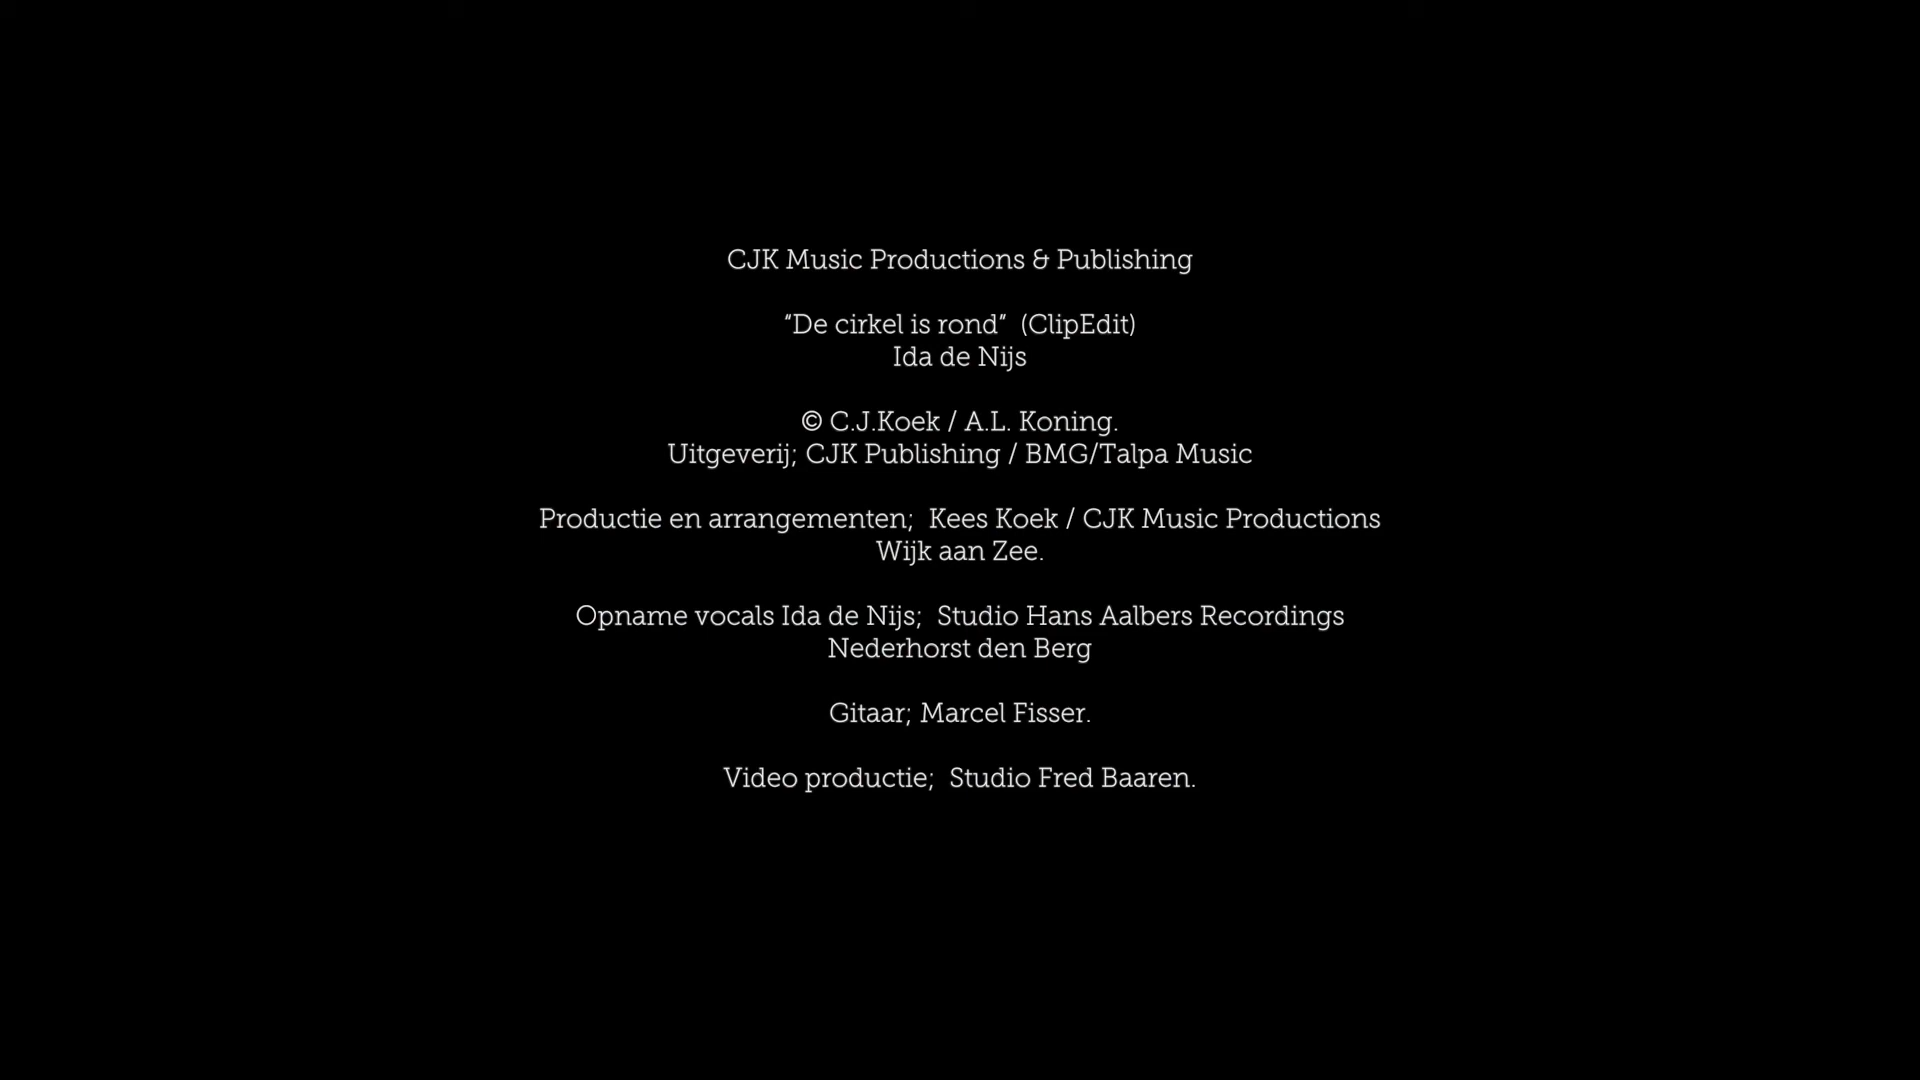 CJK Music Productions & Publishing
“De cirkel is rond”  (ClipEdit)
Ida de Nijs
© C.J.Koek / A.L. Koning.
Uitgeverij; CJK Publishing / BMG/Talpa Music
Productie en arrangementen;  Kees Koek / CJK Music Productions
Wijk aan Zee.
Opname vocals Ida de Nijs;  Studio Hans Aalbers Recordings
Nederhorst den Berg
Gitaar; Marcel Fisser.
Video productie;  Studio Fred Baaren.